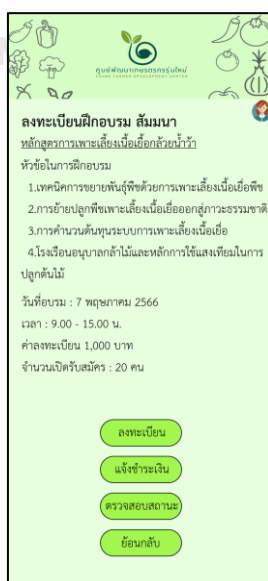 ศูนย์พัฒนาเกษตรกรรุ่นใหม่
YOUNG FARMER DEVELOPMENT CENTER
ลงทะเบียนฝึกอบรม สัมมนา
หลักสูตรการเพาะเลี้ยงเนื้อเยื้อกล้วยน้ำว้า
หัวข้อในการฝึกอบรม
1.เทคนิคการขยายพันธุ์พืชด้วยการเพาะเลี้ยงเนื้อเยื่อพืช
2.การย้ายปลูกพืชเพาะเลี้ยงเนื้อเยื่อออกสู่ภาวะธรรมชาติ
3.การคำนวนต้นทุนระบบการเพาะเลี้ยงเนื้อเยื่อ
4.โรงเรือนอนุบาลกล้าไม้และหลักการใช้แสงเทียมในการ
ปลูกต้นไม้
วันที่อบรม : 7 พฤษภาคม 2566
เวลา : 9.00 - 15.00 น.
ค่าลงทะเบียน 1,000 บาท
จำนวนเปิดรับสมัคร : 20 คน
ลงทะเบียน
แจ้งชำระเงิน
ตรวจสอบสถานะ
ย้อนกลับ